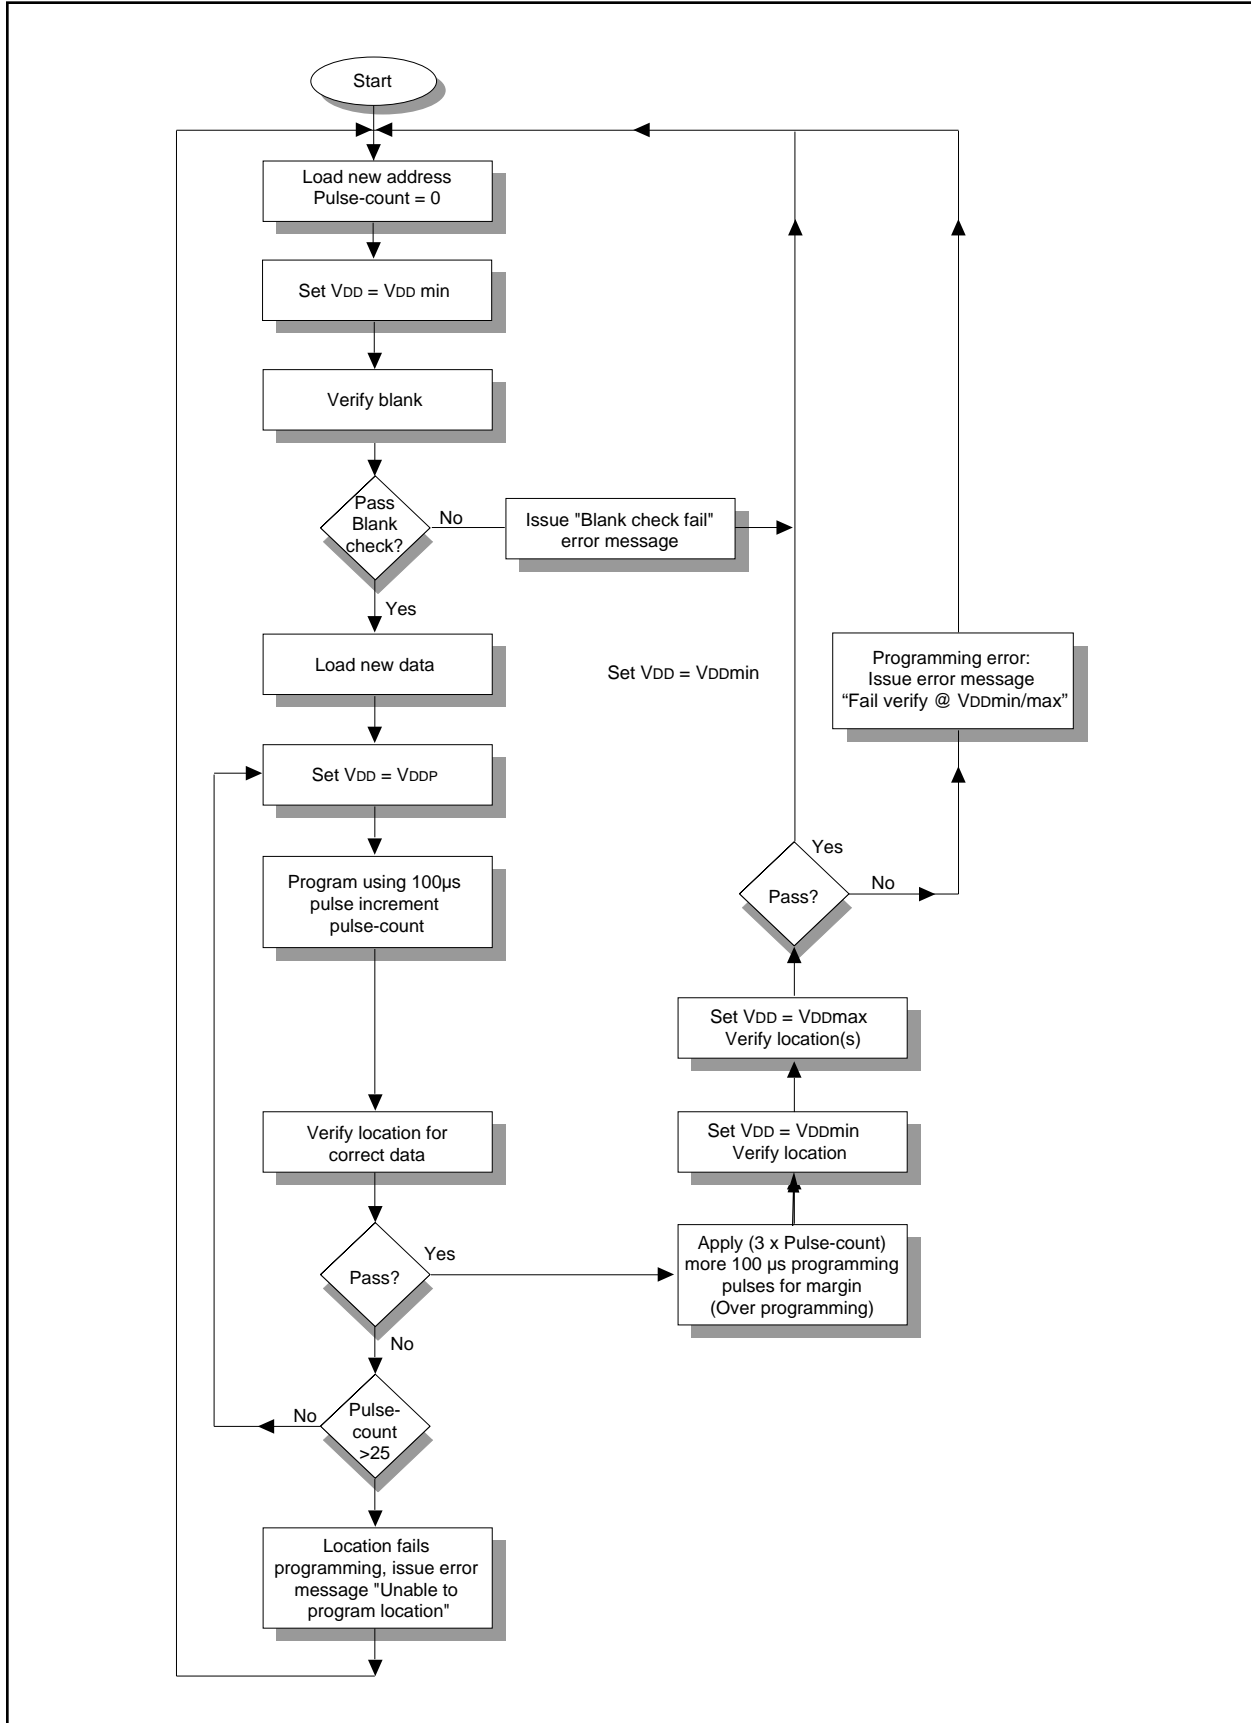 Start
Load new address
Pulse-count = 0
Set VDD = VDD min
Verify blank
Pass
Blank
check?
No
Issue "Blank check fail"
error message
Yes
Load new data
Set VDD = VDDmin
Programming error:
Issue error message
“Fail verify @ VDDmin/max”
Set VDD = VDDP
Program using 100µs
pulse increment
pulse-count
Yes
Pass?
No
Set VDD = VDDmax
Verify location(s)
Verify location for
correct data
Set VDD = VDDmin
Verify location
Pass?
Yes
Apply (3 x Pulse-count)
more 100 µs programming
pulses for margin
(Over programming)
No
No
Pulse-
count
>25
Location fails
programming, issue error
message "Unable to
program location"